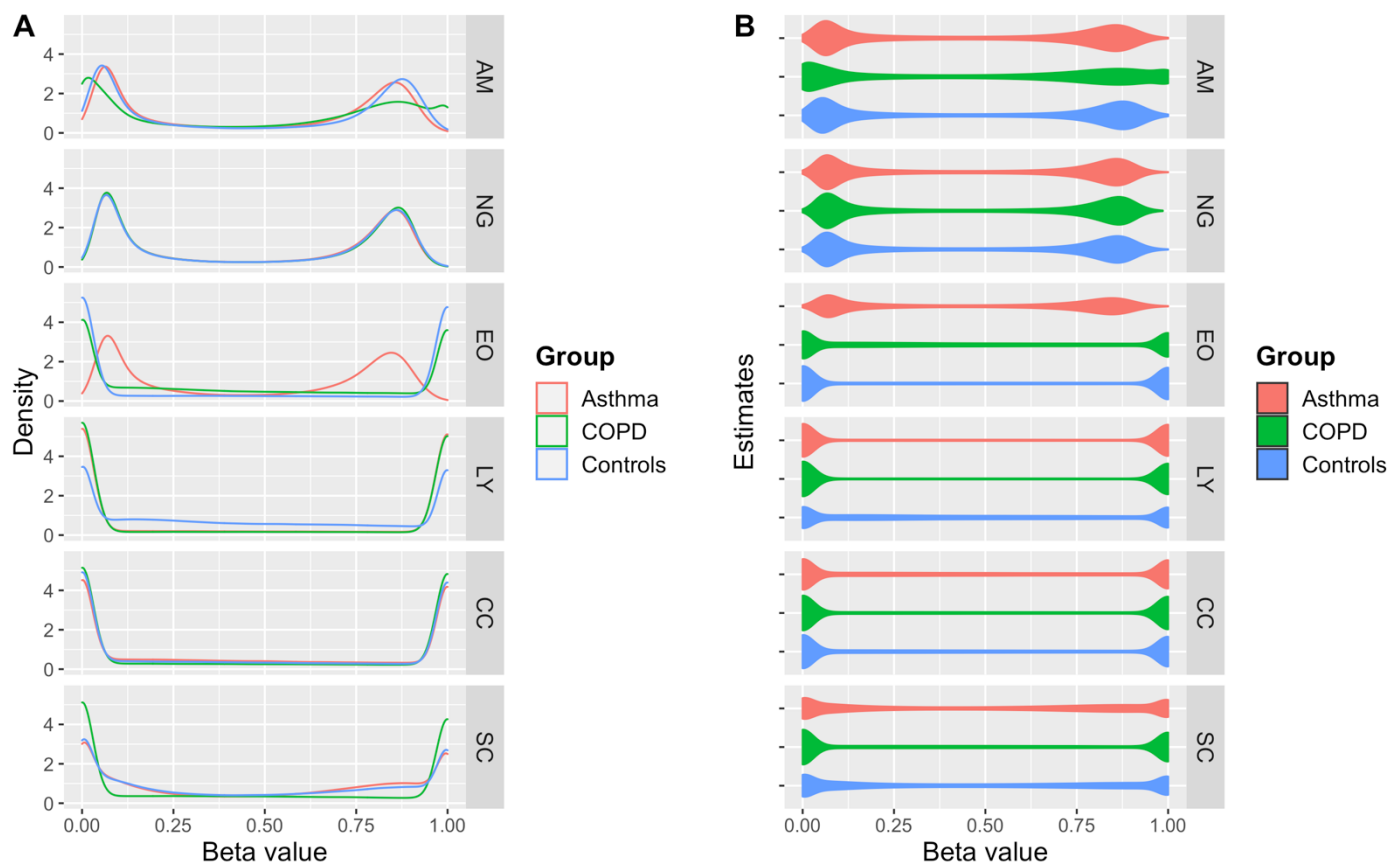 A
Density
4
2
0
AM
4
2
0
NG
4
2
0
EO
4
2
0
LY
4
2
0
CC
4
2
0
SC
0.00 0.25 0.50 0.75 1.00
Beta value
Group
Asthma
COPD
Controls
B
Estimates
AM
NG
EO
LY
CC
SC
0.00 0.25 0.50 0.75 1.00
Beta value
Group
Asthma
COPD
Controls